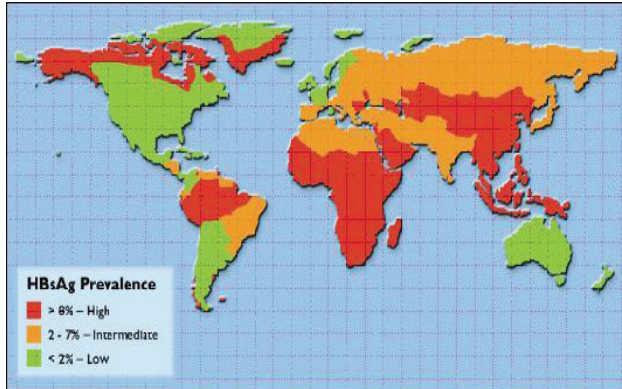 HBsAg Prevalence
> 8% – High
2 - 7% – Intermediate
< 2% – Low